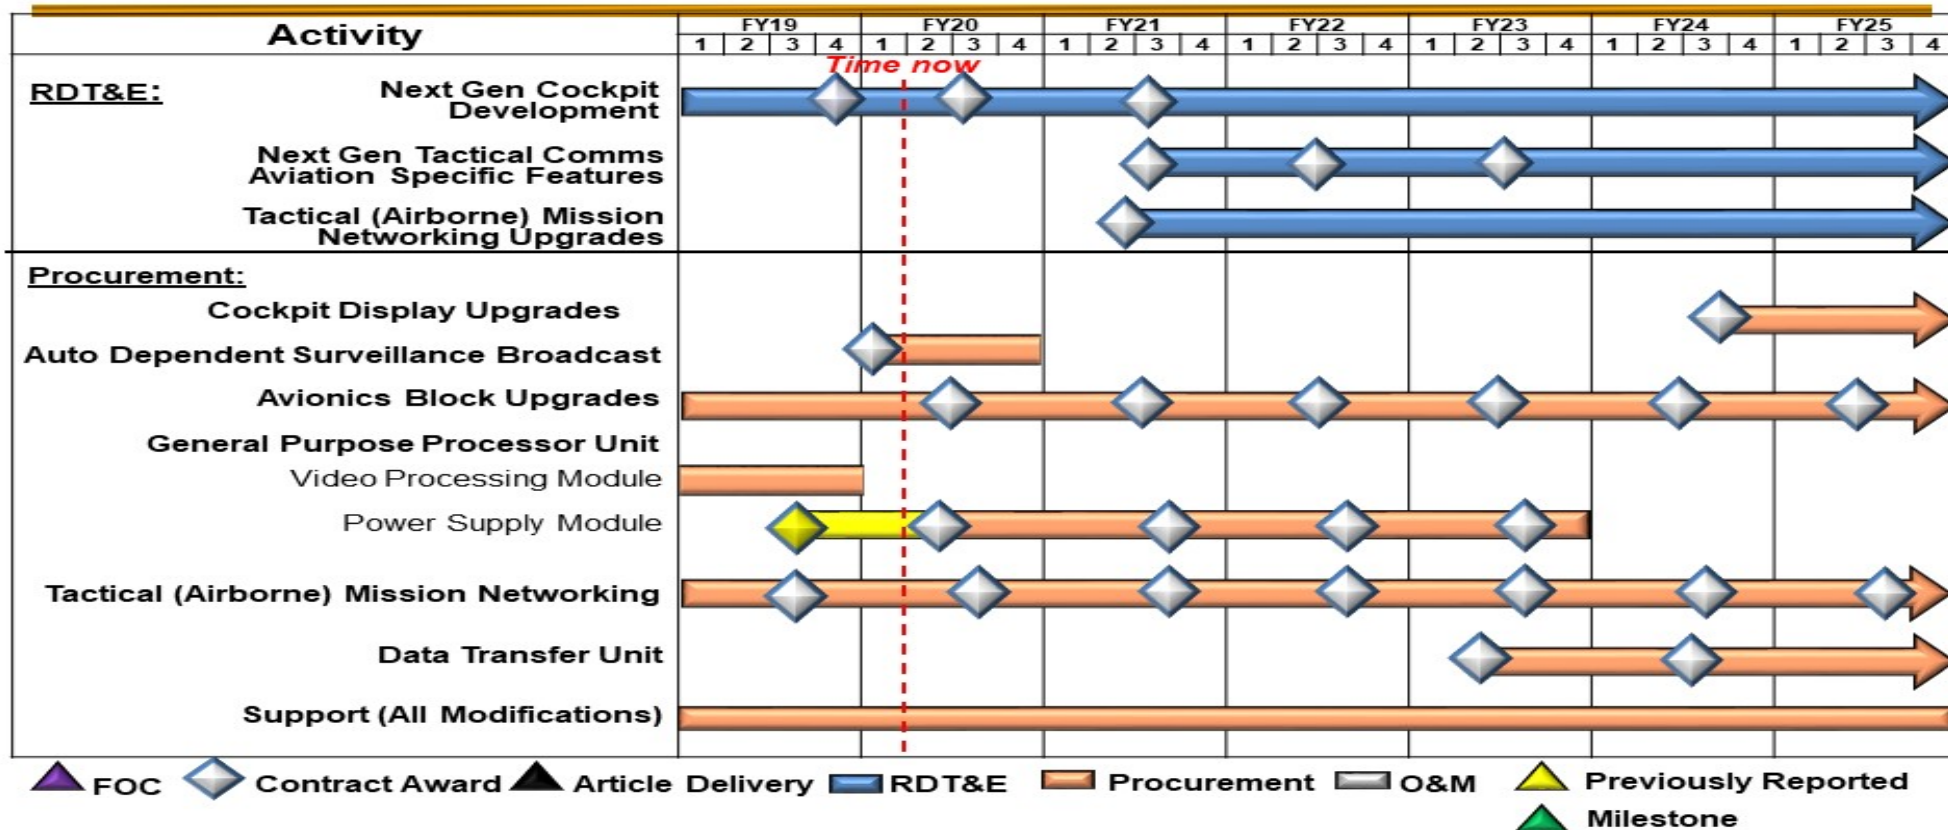 Activity
FY19 FY20 FY21 FY22 FY23 FY24 FY25
1 2 3 4 1 2 3 4 1 2 3 4 1 2 3 4 1 2 3 4 1 2 3 4 1 2 3 4
Time now
RDT&E:
Next Gen Cockpit
Development
Next Gen Tactical Comms
Aviation Specific Features
Tactical (Airborne) Mission
Networking Upgrades
Procurement:
Cockpit Display Upgrades
Auto Dependent Surveillance Broadcast
Avionics Block Upgrades
General Purpose Processor Unit
Video Processing Module
Power Supply Module
Tactical (Airborne) Mission Networking
Data Transfer Unit
Support (All Modifications)
FOC Contract Award Article Delivery RDT&E Procurement O&M Previously Reported
Milestone